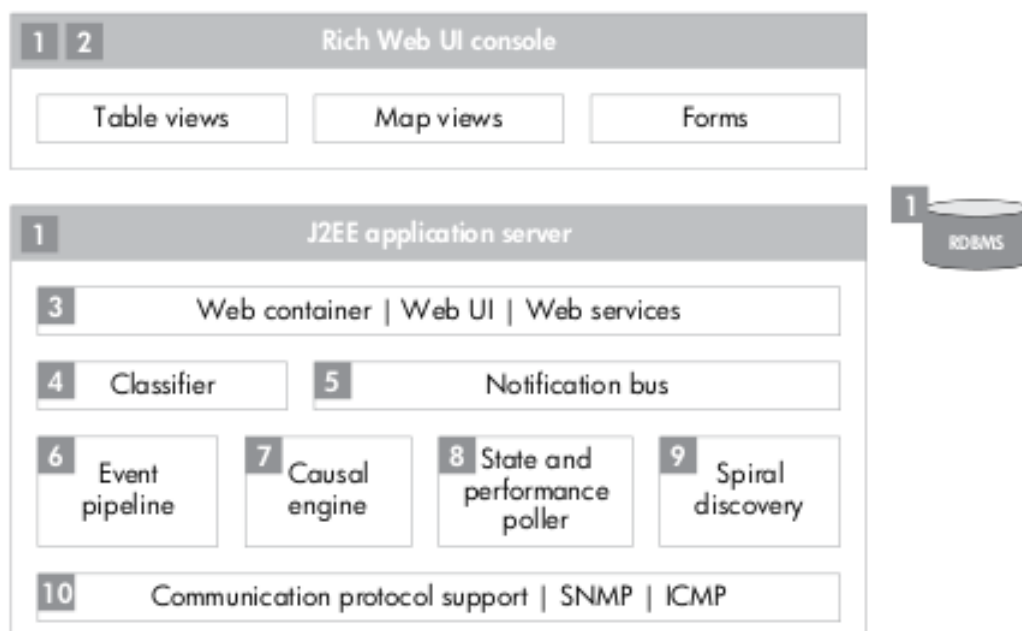 1 2 Rich Web UI console
Table views Map views Forms
1 RDBMS
1 J2EE application server
3 Web container | Web UI | Web services
4 Classifier 5 Notification bus
6 Event pipeline
7 Causal engine
8 State and performance poller
9 Spiral discovery
10 Communication protocol support | SNMP | ICMP